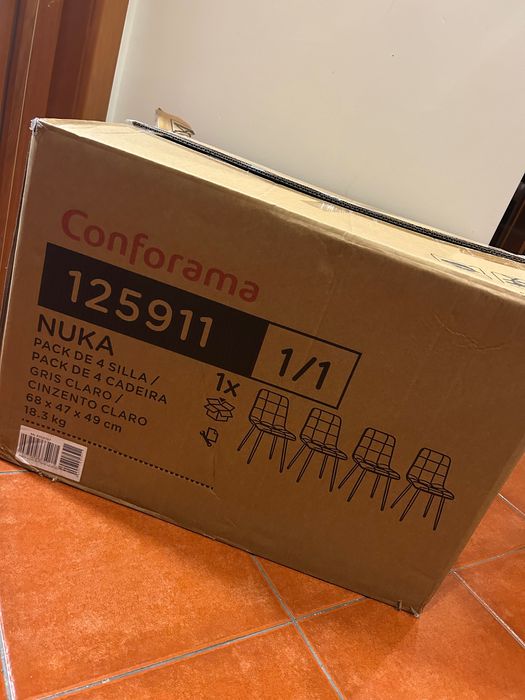 Conforama
125911
1/1
NUKA
PACK DE 4 SILLA /
PACK DE 4 CADEIRA
GRIS CLARO /
CINZENTO CLARO
68 x 47 x 49 cm
18.3 kg
1x